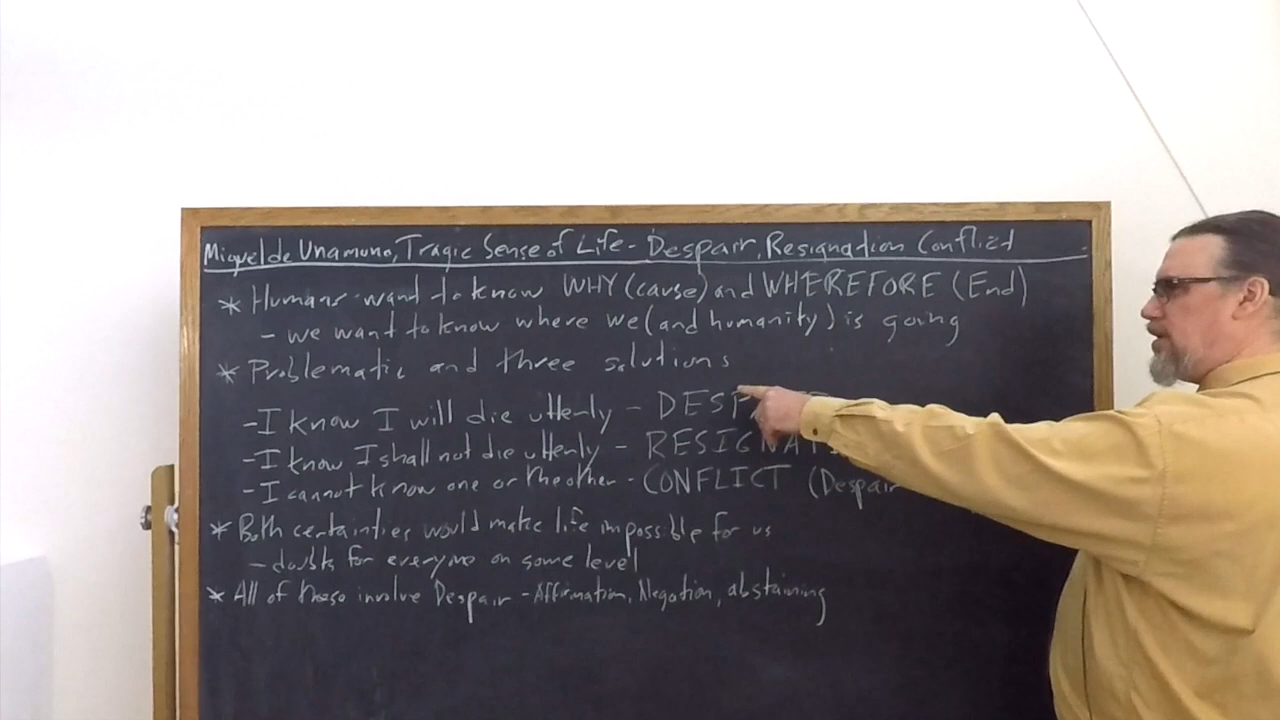 Miguel de Unamuno, Tragic Sense of Life - Despair, Resignation Conflict
* Humans want to know WHY (cause) and WHEREFORE (End)
- we want to know where we (and humanity) is going
* Problematic and three solutions
- I know I will die utterly - DESP
- I know I shall not die utterly - RESIGNAT
- I cannot know one or the other - CONFLICT (Despair
* Both certainties would make life impossible for us
- doubts for everyone on some level
* All of these involve Despair - Affirmation, Negation, abstaining